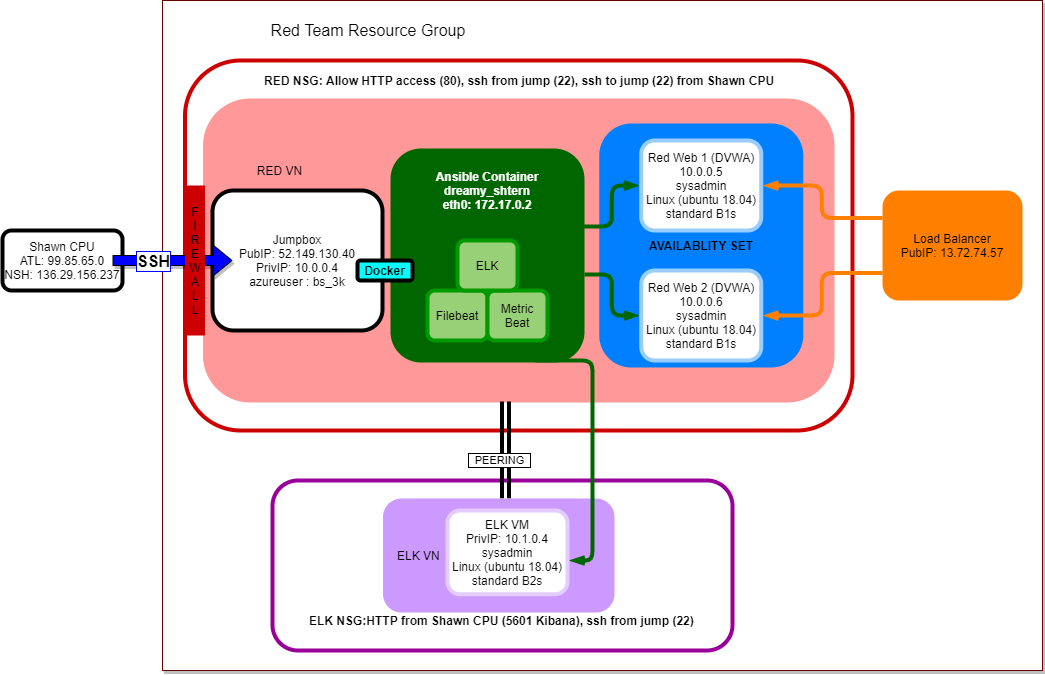 Red Team Resource Group
RED NSG: Allow HTTP access (80), ssh from jump (22), ssh to jump (22) from Shawn CPU
RED VN
Shawn CPU
ATL: 99.85.65.0
NSH: 136.29.156.237
SSH
FIREWALL
Jumpbox
PubIP: 52.149.130.40
PrivIP: 10.0.0.4
azureuser : bs_3k
Docker
Ansible Container
dreamy_shtern
eth0: 172.17.0.2
ELK
Filebeat
Metric
Beat
Red Web 1 (DVWA)
10.0.0.5
sysadmin
Linux (ubuntu 18.04)
standard B1s
AVAILABLITY SET
Red Web 2 (DVWA)
10.0.0.6
sysadmin
Linux (ubuntu 18.04)
standard B1s
Load Balancer
PubIP: 13.72.74.57
PEERING
ELK VN
ELK VM
PrivIP: 10.1.0.4
sysadmin
Linux (ubuntu 18.04)
standard B2s
ELK NSG:HTTP from Shawn CPU (5601 Kibana), ssh from jump (22)